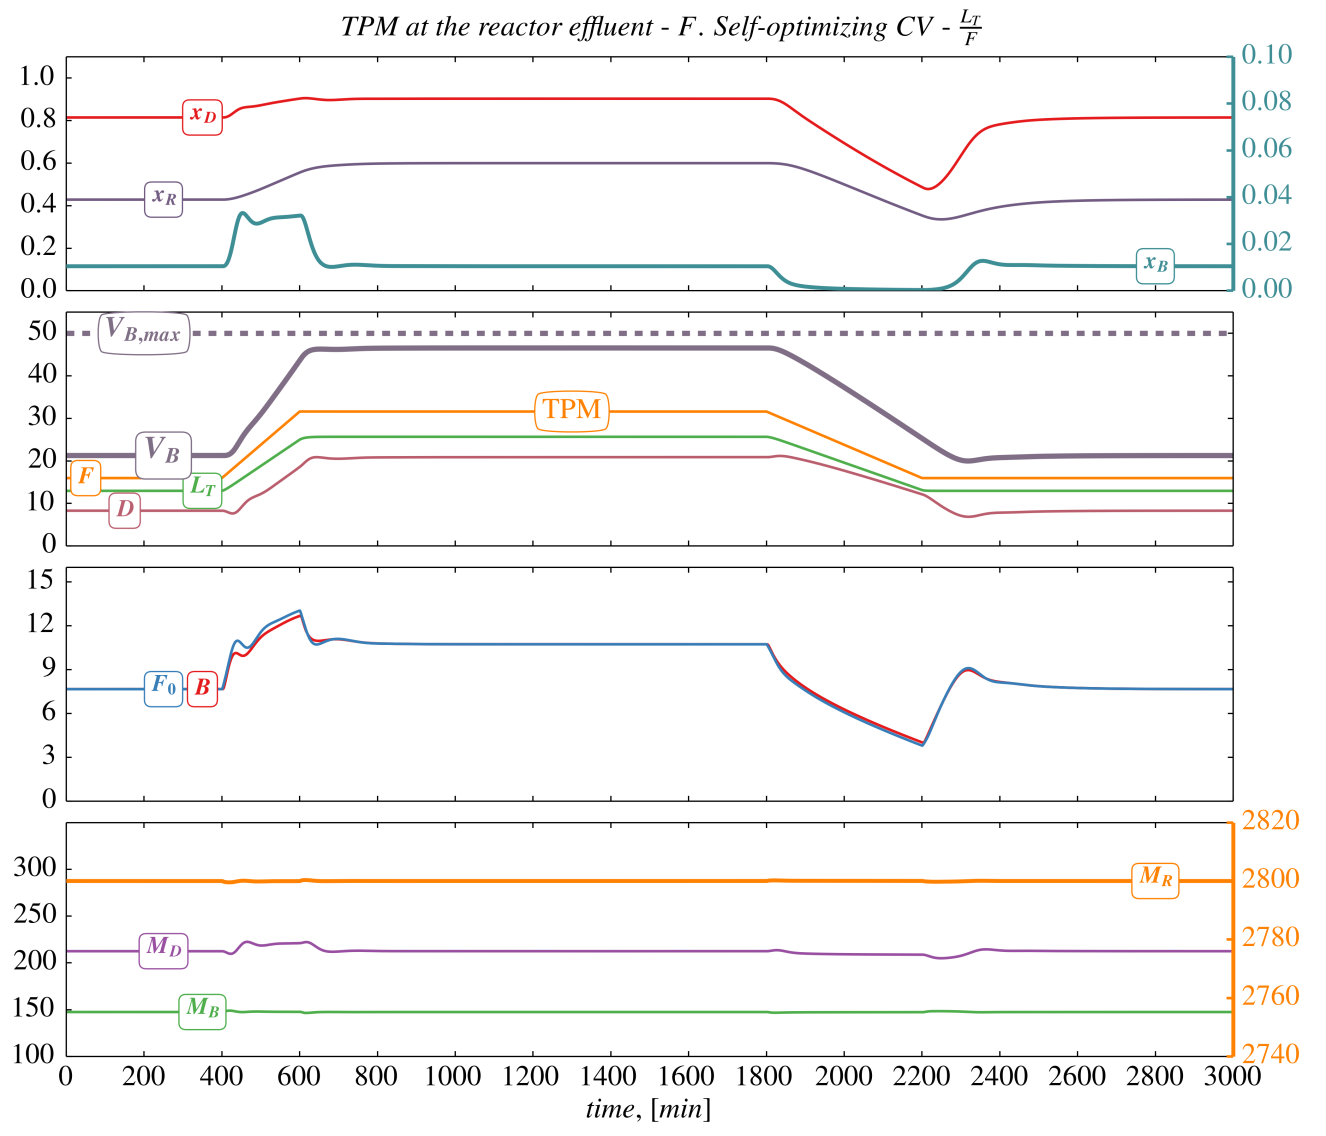 TPM at the reactor effluent - F. Self-optimizing CV - L_T/F
1.0
0.8
0.6
0.4
0.2
0.0
x_D
x_R
x_B
0.10
0.08
0.06
0.04
0.02
0.00
50
40
30
20
10
0
V_B,max
V_B
F
L_T
D
TPM
15
12
9
6
3
0
F_0
B
300
250
200
150
100
M_D
M_B
M_R
2820
2800
2780
2760
2740
0 200 400 600 800 1000 1200 1400 1600 1800 2000 2200 2400 2600 2800 3000
time, [min]